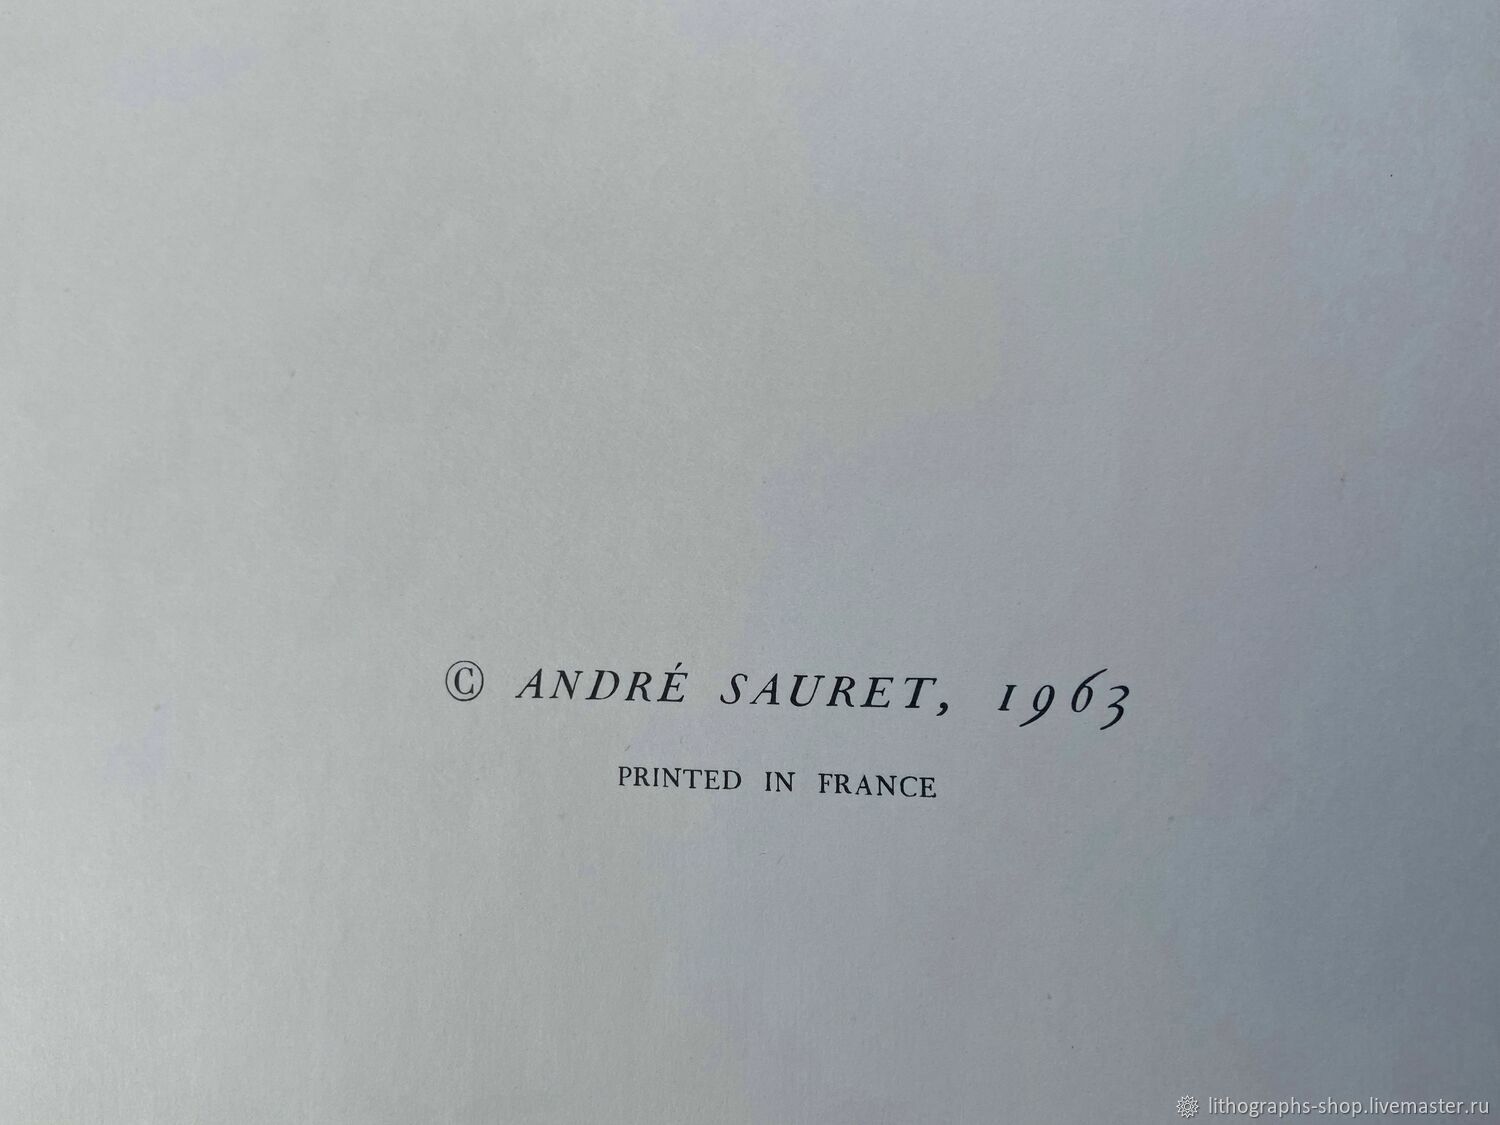 © ANDRÉ SAURET, 1963
PRINTED IN FRANCE
lithographs-shop.livemaster.ru